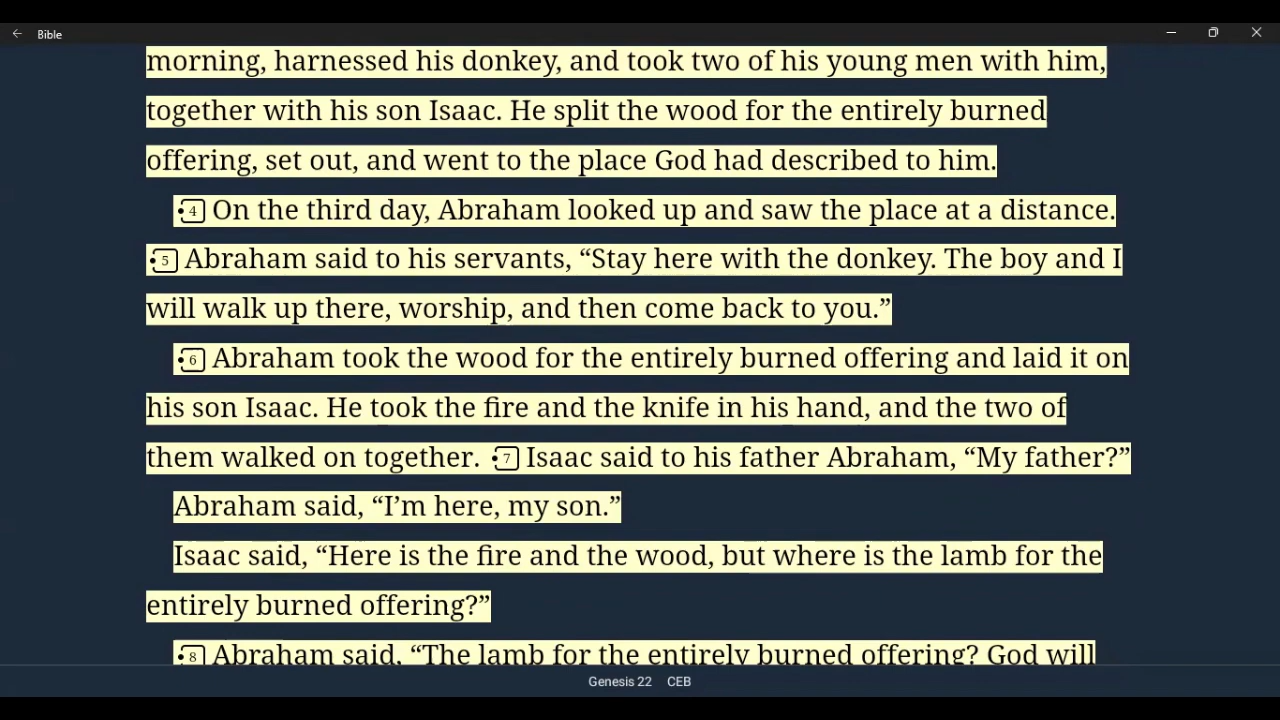 Bible
morning, harnessed his donkey, and took two of his young men with him,
together with his son Isaac. He split the wood for the entirely burned
offering, set out, and went to the place God had described to him.
4 On the third day, Abraham looked up and saw the place at a distance.
5 Abraham said to his servants, “Stay here with the donkey. The boy and I
will walk up there, worship, and then come back to you.”
6 Abraham took the wood for the entirely burned offering and laid it on
his son Isaac. He took the fire and the knife in his hand, and the two of
them walked on together. 7 Isaac said to his father Abraham, “My father?”
Abraham said, “I’m here, my son.”
Isaac said, “Here is the fire and the wood, but where is the lamb for the
entirely burned offering?”
8 Abraham said, “The lamb for the entirely burned offering? God will
Genesis 22 CEB